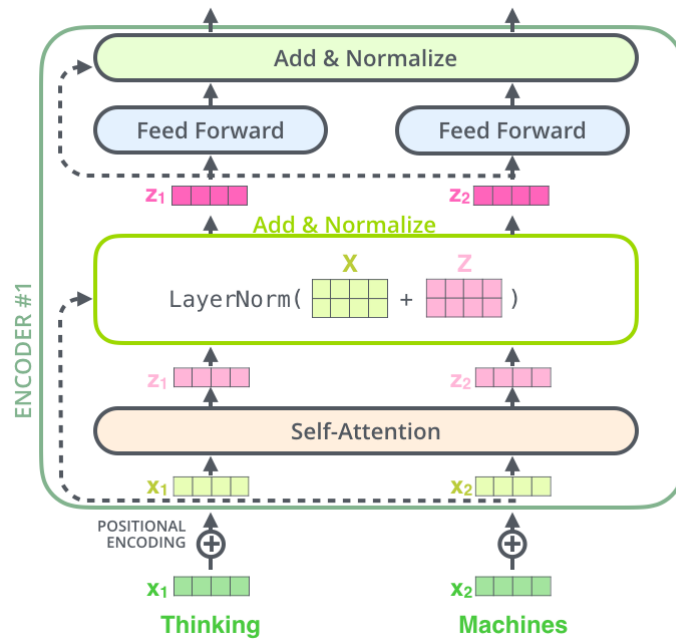 Add & Normalize
Feed Forward Feed Forward
z1 z2
Add & Normalize
X Z
LayerNorm( + )
ENCODER #1
z1 z2
Self-Attention
x1 x2
POSITIONAL
ENCODING
x1 x2
Thinking Machines